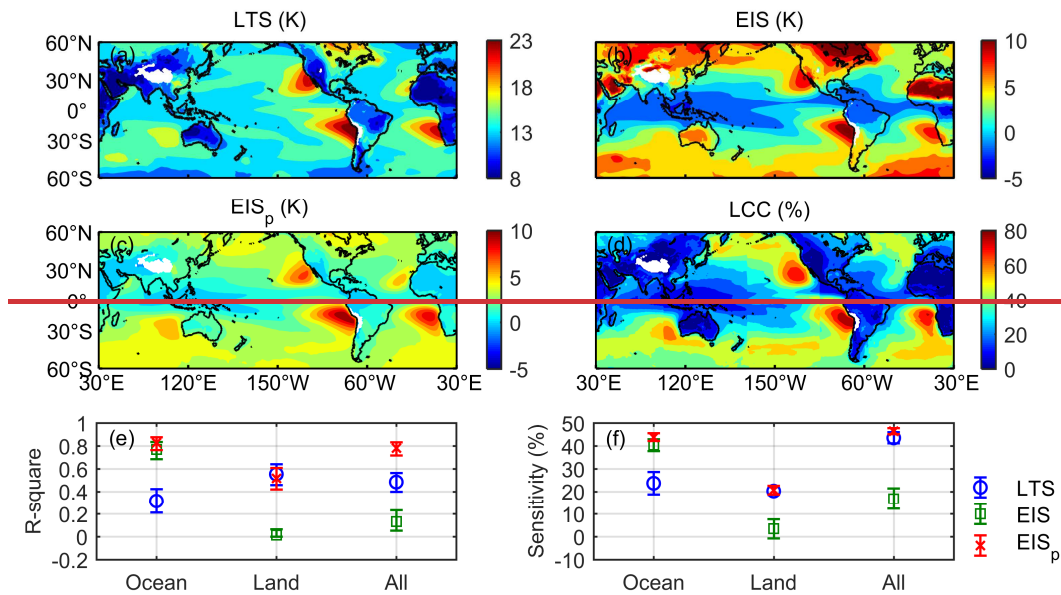 LTS (K)
EIS (K)
60°N
(a)
23
(b)
10
30°N
18
5
0°
13
0
30°S
60°S
8
-5
EISp (K)
LCC (%)
60°N
(c)
10
(d)
80
30°N
5
60
0°
0
40
20
30°S
60°S
-5
0
30°E 120°E 150°W 60°W 30°E
30°E 120°E 150°W 60°W 30°E
R-square
1
0.8
0.6
0.4
0.2
0
-0.2
(e)
Ocean Land All
Sensitivity (%)
50
40
30
20
10
0
-10
(f)
Ocean Land All
LTS
EIS
EISp